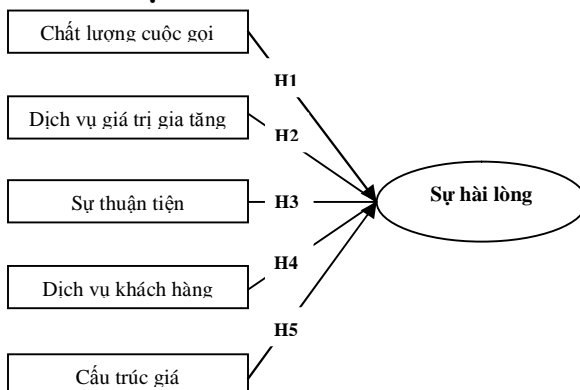 Chất lượng cuộc gọi
H1
Dịch vụ giá trị gia tăng
H2
Sự thuận tiện
H3
Sự hài lòng
H4
Dịch vụ khách hàng
H5
Cấu trúc giá